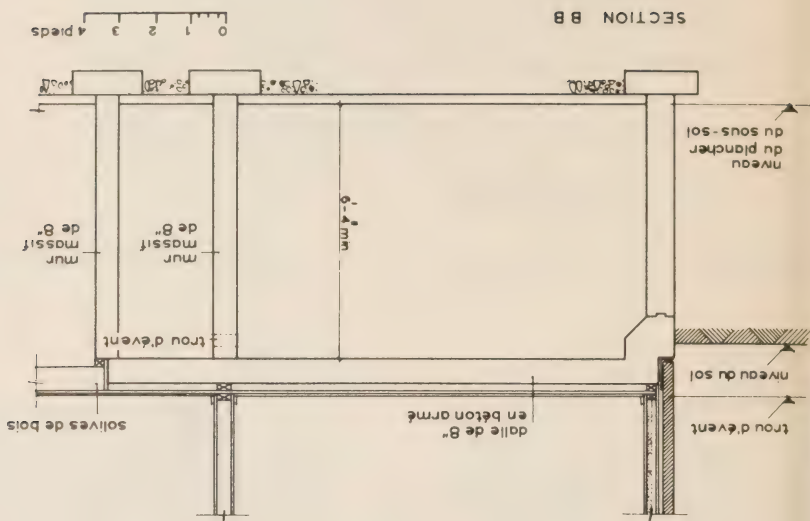 trou d'évent
dalle de 8"
en béton armé
solives de bois
niveau du sol
trou d'évent
mur
massif
de 8"
mur
massif
de 8"
6'-4"
niveau
du plancher
du sous-sol
SECTION BB
0 1 2 3 4 pieds